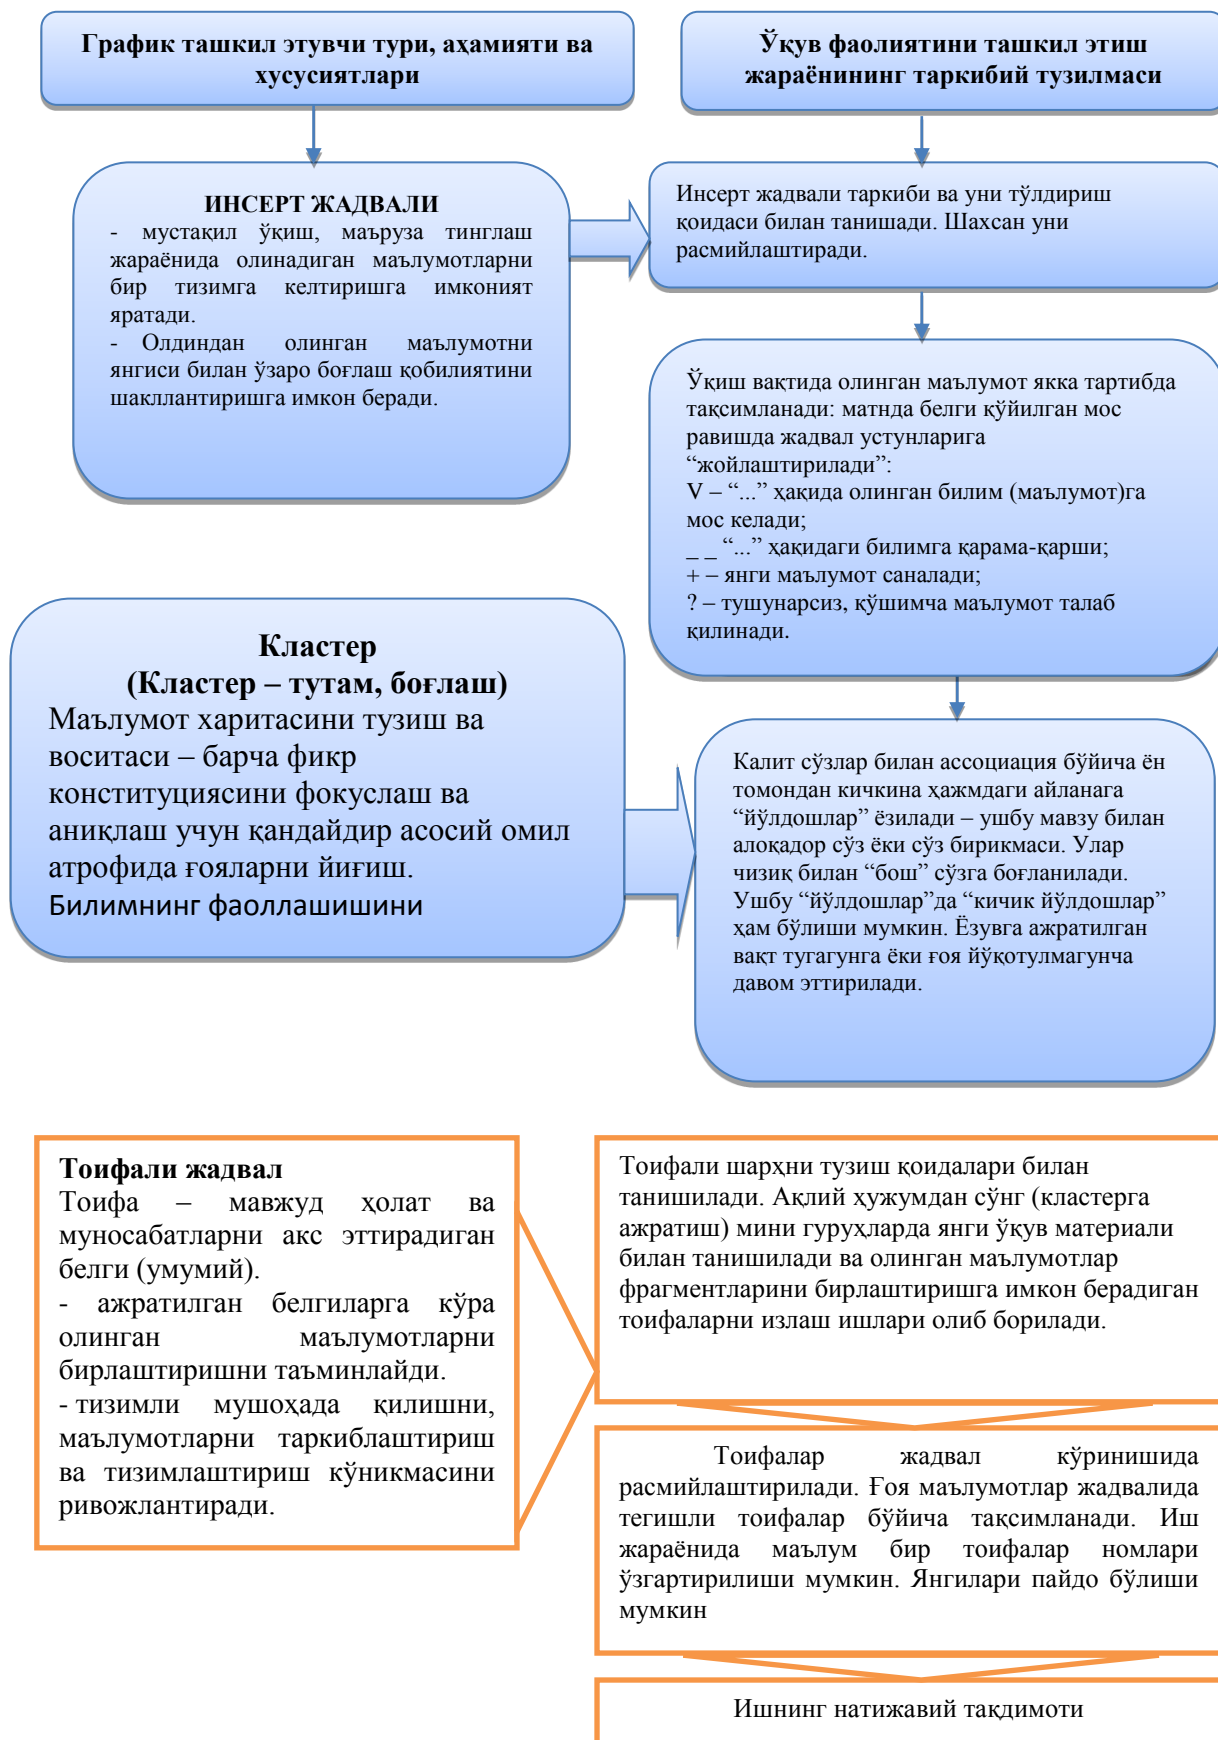 График ташкил этувчи тури, аҳамияти ва
хусусиятлари
Ўқув фаолиятини ташкил этиш
жараёнининг таркибий тузилмаси
ИНСЕРТ ЖАДВАЛИ
- мустақил ўқиш, маъруза тинглаш
жараёнида олинадиган маълумотларни
бир тизимга келтиришга имконият
яратади.
- Олдиндан олинган маълумотни
янгиси билан ўзаро боғлаш қобилиятини
шакллантиришга имкон беради.
Инсерт жадвали таркиби ва уни тўлдириш
қоидаси билан танишади. Шахсан уни
расмийлаштиради.
Ўқиш вақтида олинган маълумот якка тартибда
тақсимланади: матнда белги қўйилган мос
равишда жадвал устунларига
“жойлаштирилади”:
V – “...” ҳақида олинган билим (маълумот)га
мос келади;
_ _ “...” ҳақидаги билимга қарама-қарши;
+ – янги маълумот саналади;
? – тушунарсиз, қўшимча маълумот талаб
қилинади.
Кластер
(Кластер – тутам, боғлаш)
Маълумот харитасини тузиш ва
воситаси – барча фикр
конституциясини фокуслаш ва
аниқлаш учун қандайдир асосий омил
атрофида ғояларни йиғиш.
Билимнинг фаоллашишини
Калит сўзлар билан ассоциация бўйича ён
томондан кичкина ҳажмдаги айланага
“йўлдошлар” ёзилади – ушбу мавзу билан
алоқадор сўз ёки сўз бирикмаси. Улар
чизиқ билан “бош” сўзга боғланилади.
Ушбу “йўлдошлар”да “кичик йўлдошлар”
ҳам бўлиши мумкин. Ёзувга ажратилган
вақт тугагунга ёки ғоя йўқотулмагунча
давом эттирилади.
Тоифали жадвал
Тоифа – мавжуд ҳолат ва
муносабатларни акс эттирадиган
белги (умумий).
- ажратилган белгиларга кўра
олинган маълумотларни
бирлаштиришни таъминлайди.
- тизимли мушоҳада қилишни,
маълумотларни таркиблаштириш
ва тизимлаштириш кўникмасини
ривожлантиради.
Тоифали шарҳни тузиш қоидалари билан
танишилади. Ақлий ҳужумдан сўнг (кластерга
ажратиш) мини гуруҳларда янги ўқув материали
билан танишилади ва олинган маълумотлар
фрагментларини бирлаштиришга имкон берадиган
тоифаларни излаш ишлари олиб борилади.
Тоифалар жадвал кўринишида
расмийлаштирилади. Ғоя маълумотлар жадвалида
тегишли тоифалар бўйича тақсимланади. Иш
жараёнида маълум бир тоифалар номлари
ўзгартирилиши мумкин. Янгилари пайдо бўлиши
мумкин
Ишнинг натижавий тақдимоти